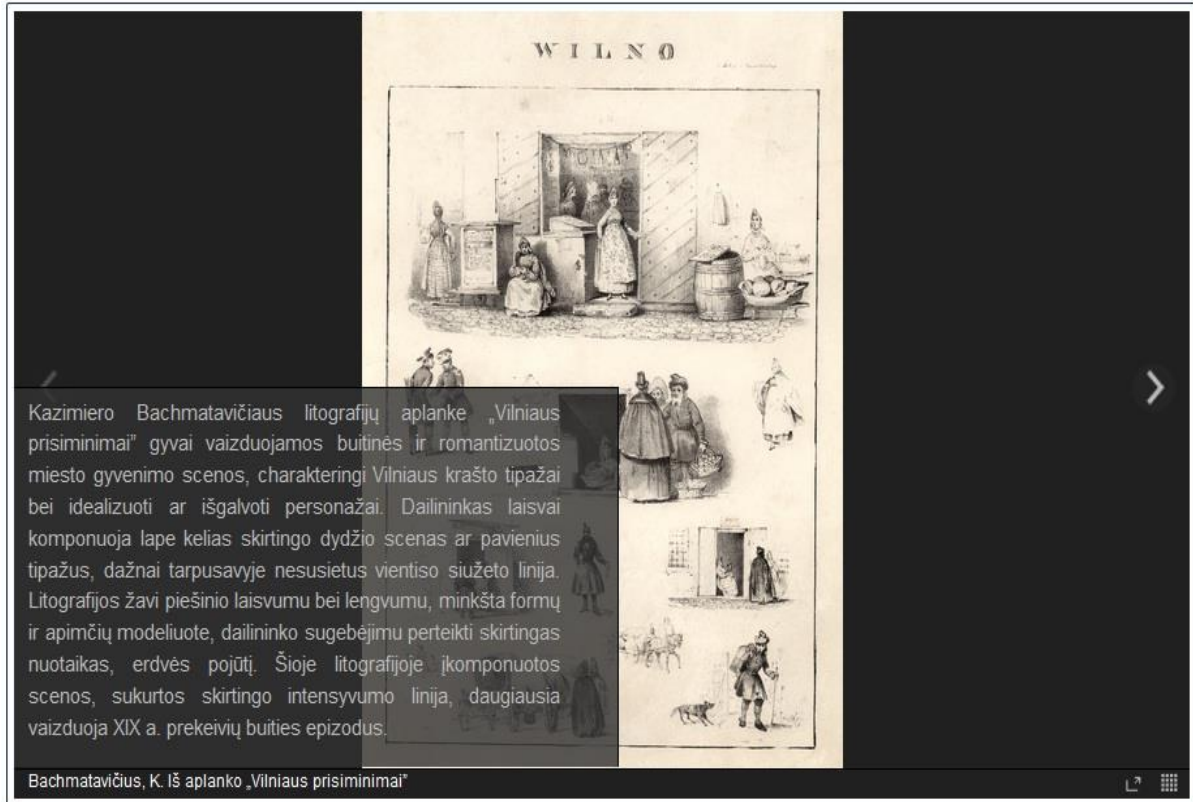 WILNO
Kazimiero Bachmatavičiaus litografijų aplanke „Vilniaus
prisiminimai” gyvai vaizduojamos buitinės ir romantizuotos
miesto gyvenimo scenos, charakteringi Vilniaus krašto tipažai
bei idealizuoti ar išgalvoti personažai. Dailininkas laisvai
komponuoja lape kelias skirtingo dydžio scenas ar pavienius
tipažus, dažnai tarpusavyje nesusietus vientiso siužeto linija.
Litografijos žavi piešinio laisvumu bei lengvumu, minkšta formų
ir apimčių modeliuote, dailininko sugebėjimu perteikti skirtingas
nuotaikas, erdvės pojūtį. Šioje litografijoje įkomponuotos
scenos, sukurtos skirtingo intensyvumo linija, daugiausia
vaizduoja XIX a. prekeivių buities epizodus.
Bachmatavičius, K. Iš aplanko „Vilniaus prisiminimai”